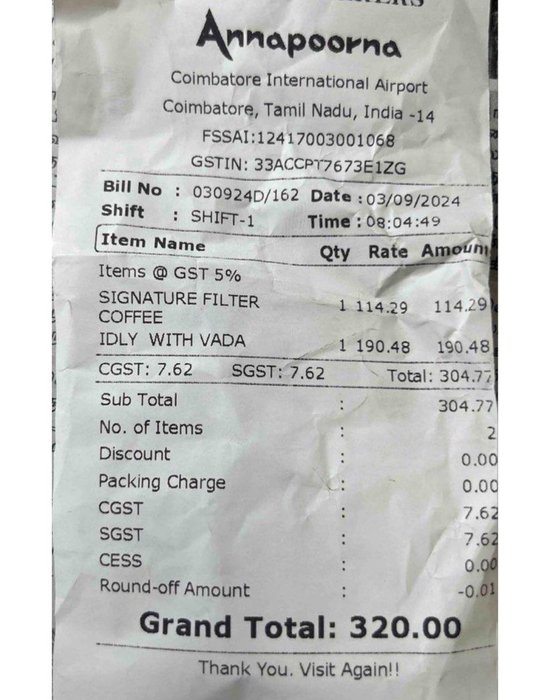 Annapoorna
Coimbatore International Airport
Coimbatore, Tamil Nadu, India -14
FSSAI:12417003001068
GSTIN: 33ACCPT7673E1ZG
Bill No : 030924D/162 Date : 03/09/2024
Shift : SHIFT-1 Time : 08:04:49
Item Name Qty Rate Amount
Items @ GST 5%
SIGNATURE FILTER 1 114.29 114.29
COFFEE
IDLY WITH VADA 1 190.48 190.48
CGST: 7.62 SGST: 7.62 Total: 304.77
Sub Total : 304.77
No. of Items : 2
Discount : 0.00
Packing Charge : 0.00
CGST : 7.62
SGST : 7.62
CESS : 0.00
Round-off Amount : -0.01
Grand Total: 320.00
Thank You. Visit Again!!